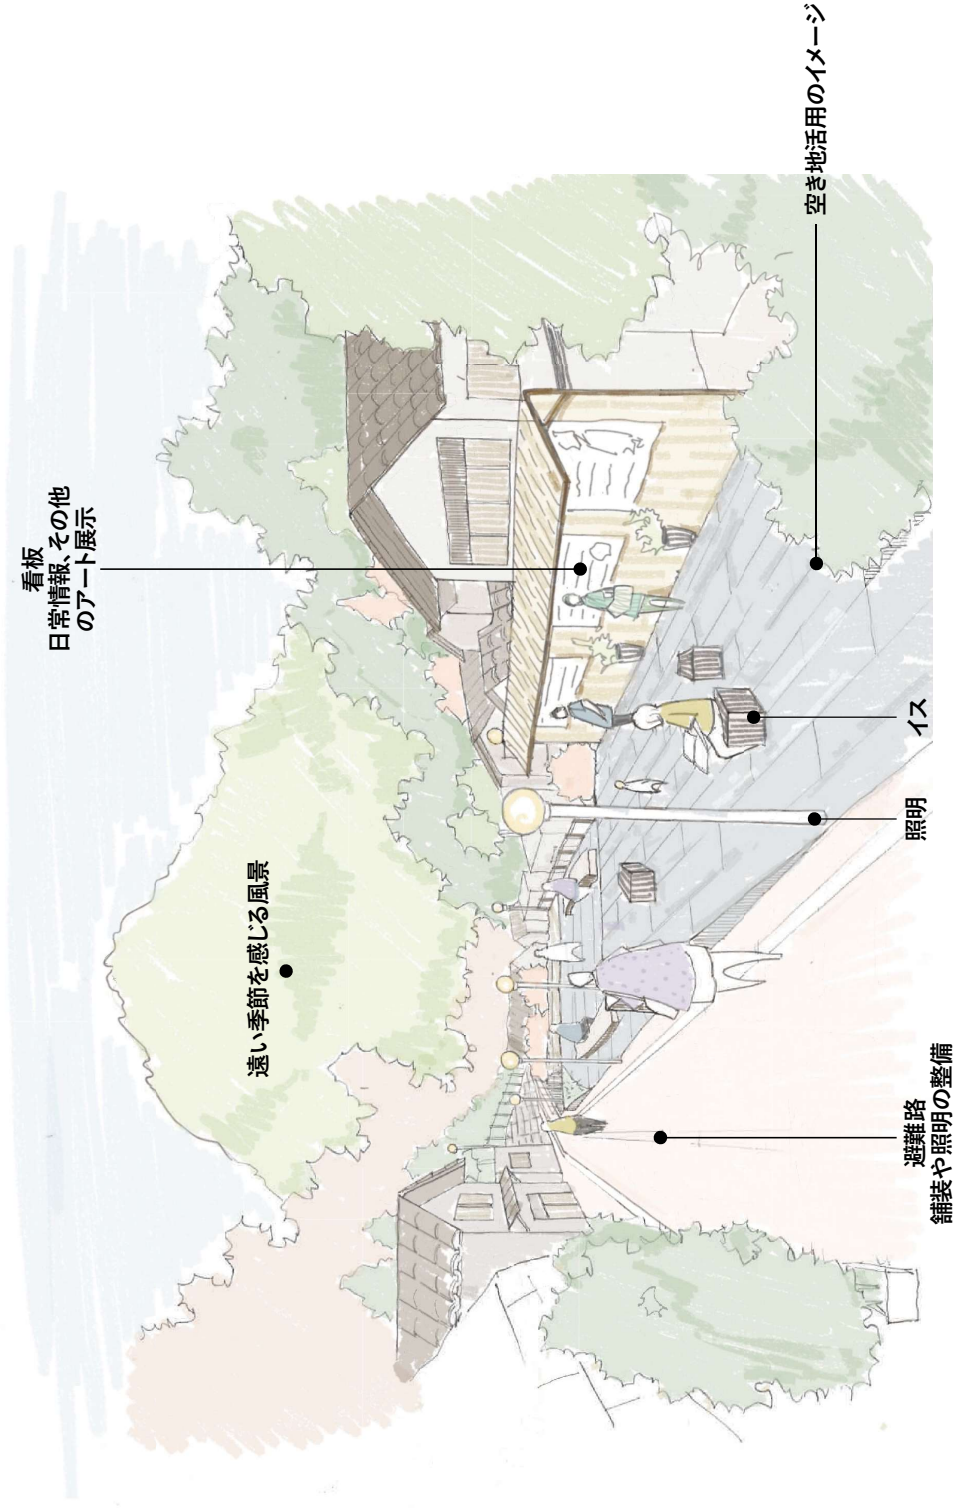 看板
日常情報、その他
のアート展示
遠い季節を感じる風景
避難路
舗装や照明の整備
照明
イス
空き地活用のイメージ